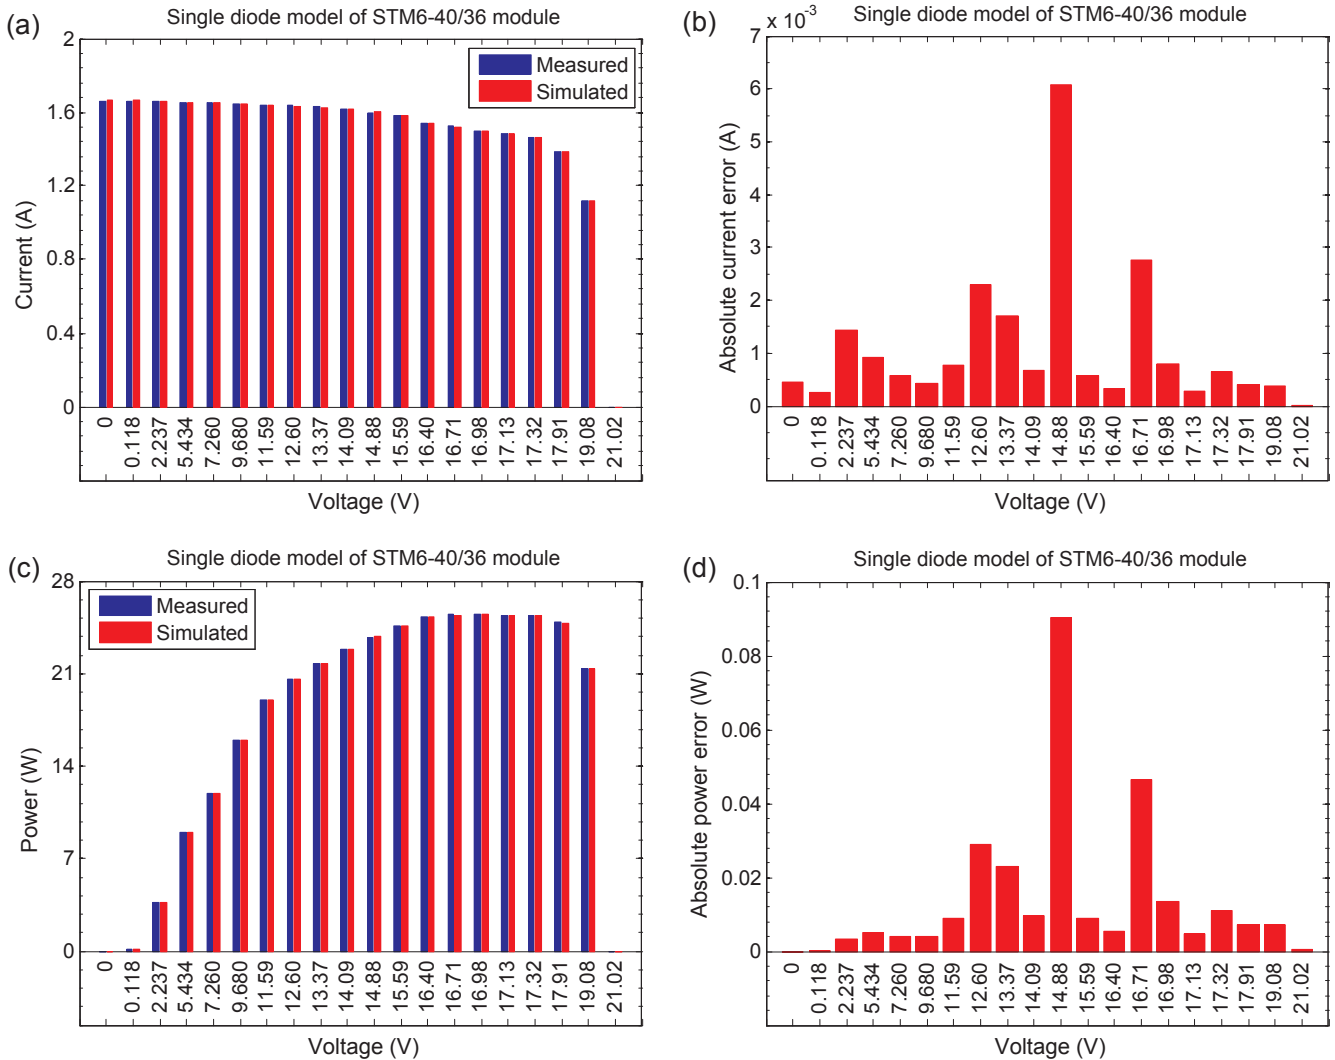 (a)
Single diode model of STM6-40/36 module
2
1.6
1.2
0.8
0.4
0
Current (A)
Measured
Simulated
0 0.118 2.237 5.434 7.260 9.680 11.59 12.60 13.37 14.09 14.88 15.59 16.40 16.71 16.98 17.13 17.32 17.91 19.08 21.02
Voltage (V)
(b)
Single diode model of STM6-40/36 module
x 10-3
7
6
5
4
3
2
1
0
Absolute current error (A)
0 0.118 2.237 5.434 7.260 9.680 11.59 12.60 13.37 14.09 14.88 15.59 16.40 16.71 16.98 17.13 17.32 17.91 19.08 21.02
Voltage (V)
(c)
Single diode model of STM6-40/36 module
28
21
14
7
0
Power (W)
Measured
Simulated
0 0.118 2.237 5.434 7.260 9.680 11.59 12.60 13.37 14.09 14.88 15.59 16.40 16.71 16.98 17.13 17.32 17.91 19.08 21.02
Voltage (V)
(d)
Single diode model of STM6-40/36 module
0.1
0.08
0.06
0.04
0.02
0
Absolute power error (W)
0 0.118 2.237 5.434 7.260 9.680 11.59 12.60 13.37 14.09 14.88 15.59 16.40 16.71 16.98 17.13 17.32 17.91 19.08 21.02
Voltage (V)